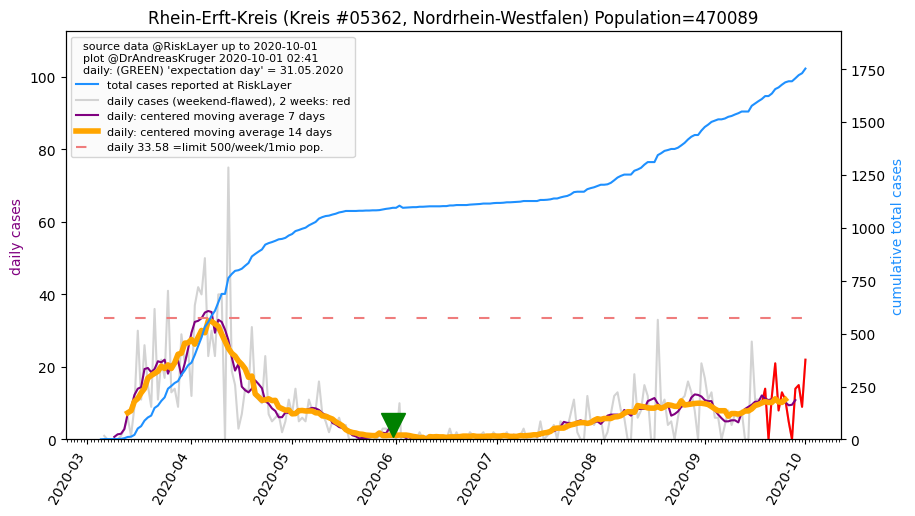 Rhein-Erft-Kreis (Kreis #05362, Nordrhein-Westfalen) Population=470089
source data @RiskLayer up to 2020-10-01
plot @DrAndreasKruger 2020-10-01 02:41
daily: (GREEN) 'expectation day' = 31.05.2020
total cases reported at RiskLayer
daily cases (weekend-flawed), 2 weeks: red
daily: centered moving average 7 days
daily: centered moving average 14 days
daily 33.58 =limit 500/week/1mio pop.
daily cases
100
80
60
40
20
0
cumulative total cases
1750
1500
1250
1000
750
500
250
0
2020-03
2020-04
2020-05
2020-06
2020-07
2020-08
2020-09
2020-10